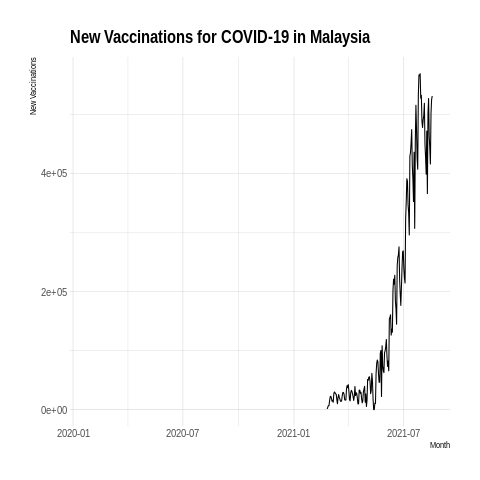 New Vaccinations for COVID-19 in Malaysia
New Vaccinations
4e+05
2e+05
0e+00
2020-01 2020-07 2021-01 2021-07
Month